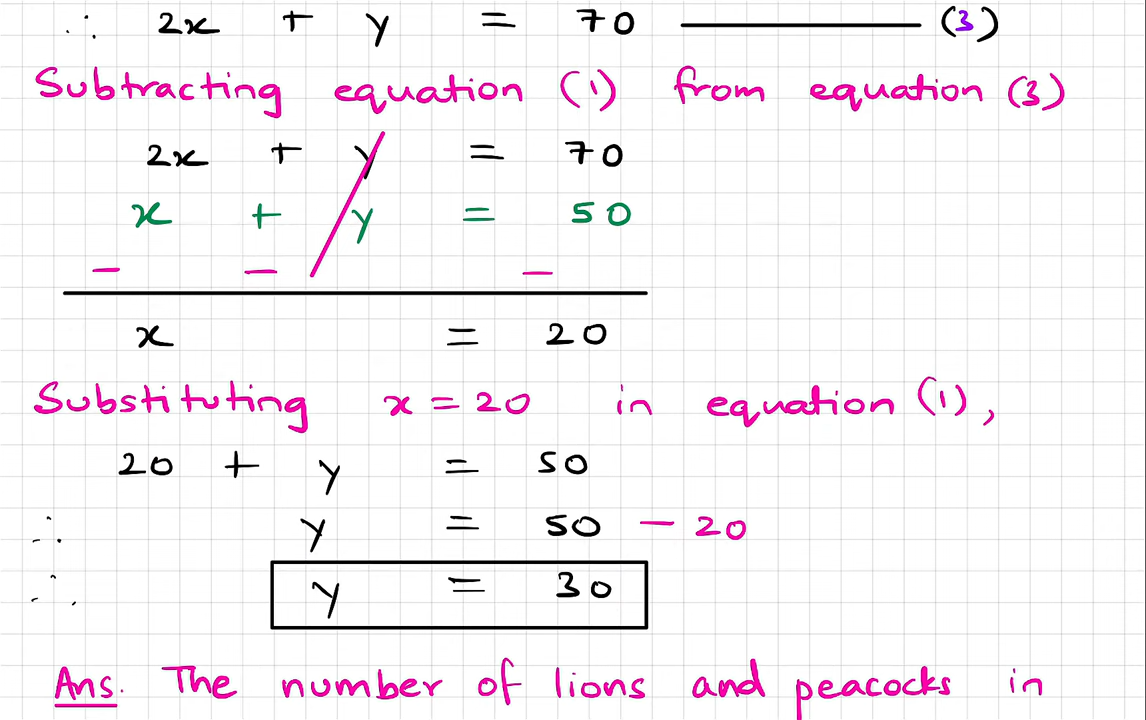 ∴ 2x + y = 70 ——— (3)
Subtracting equation (1) from equation (3)
2x + y = 70
x + y = 50
− − −
x = 20
Substituting x = 20 in equation (1),
20 + y = 50
∴ y = 50 − 20
∴ y = 30
Ans. The number of lions and peacocks in